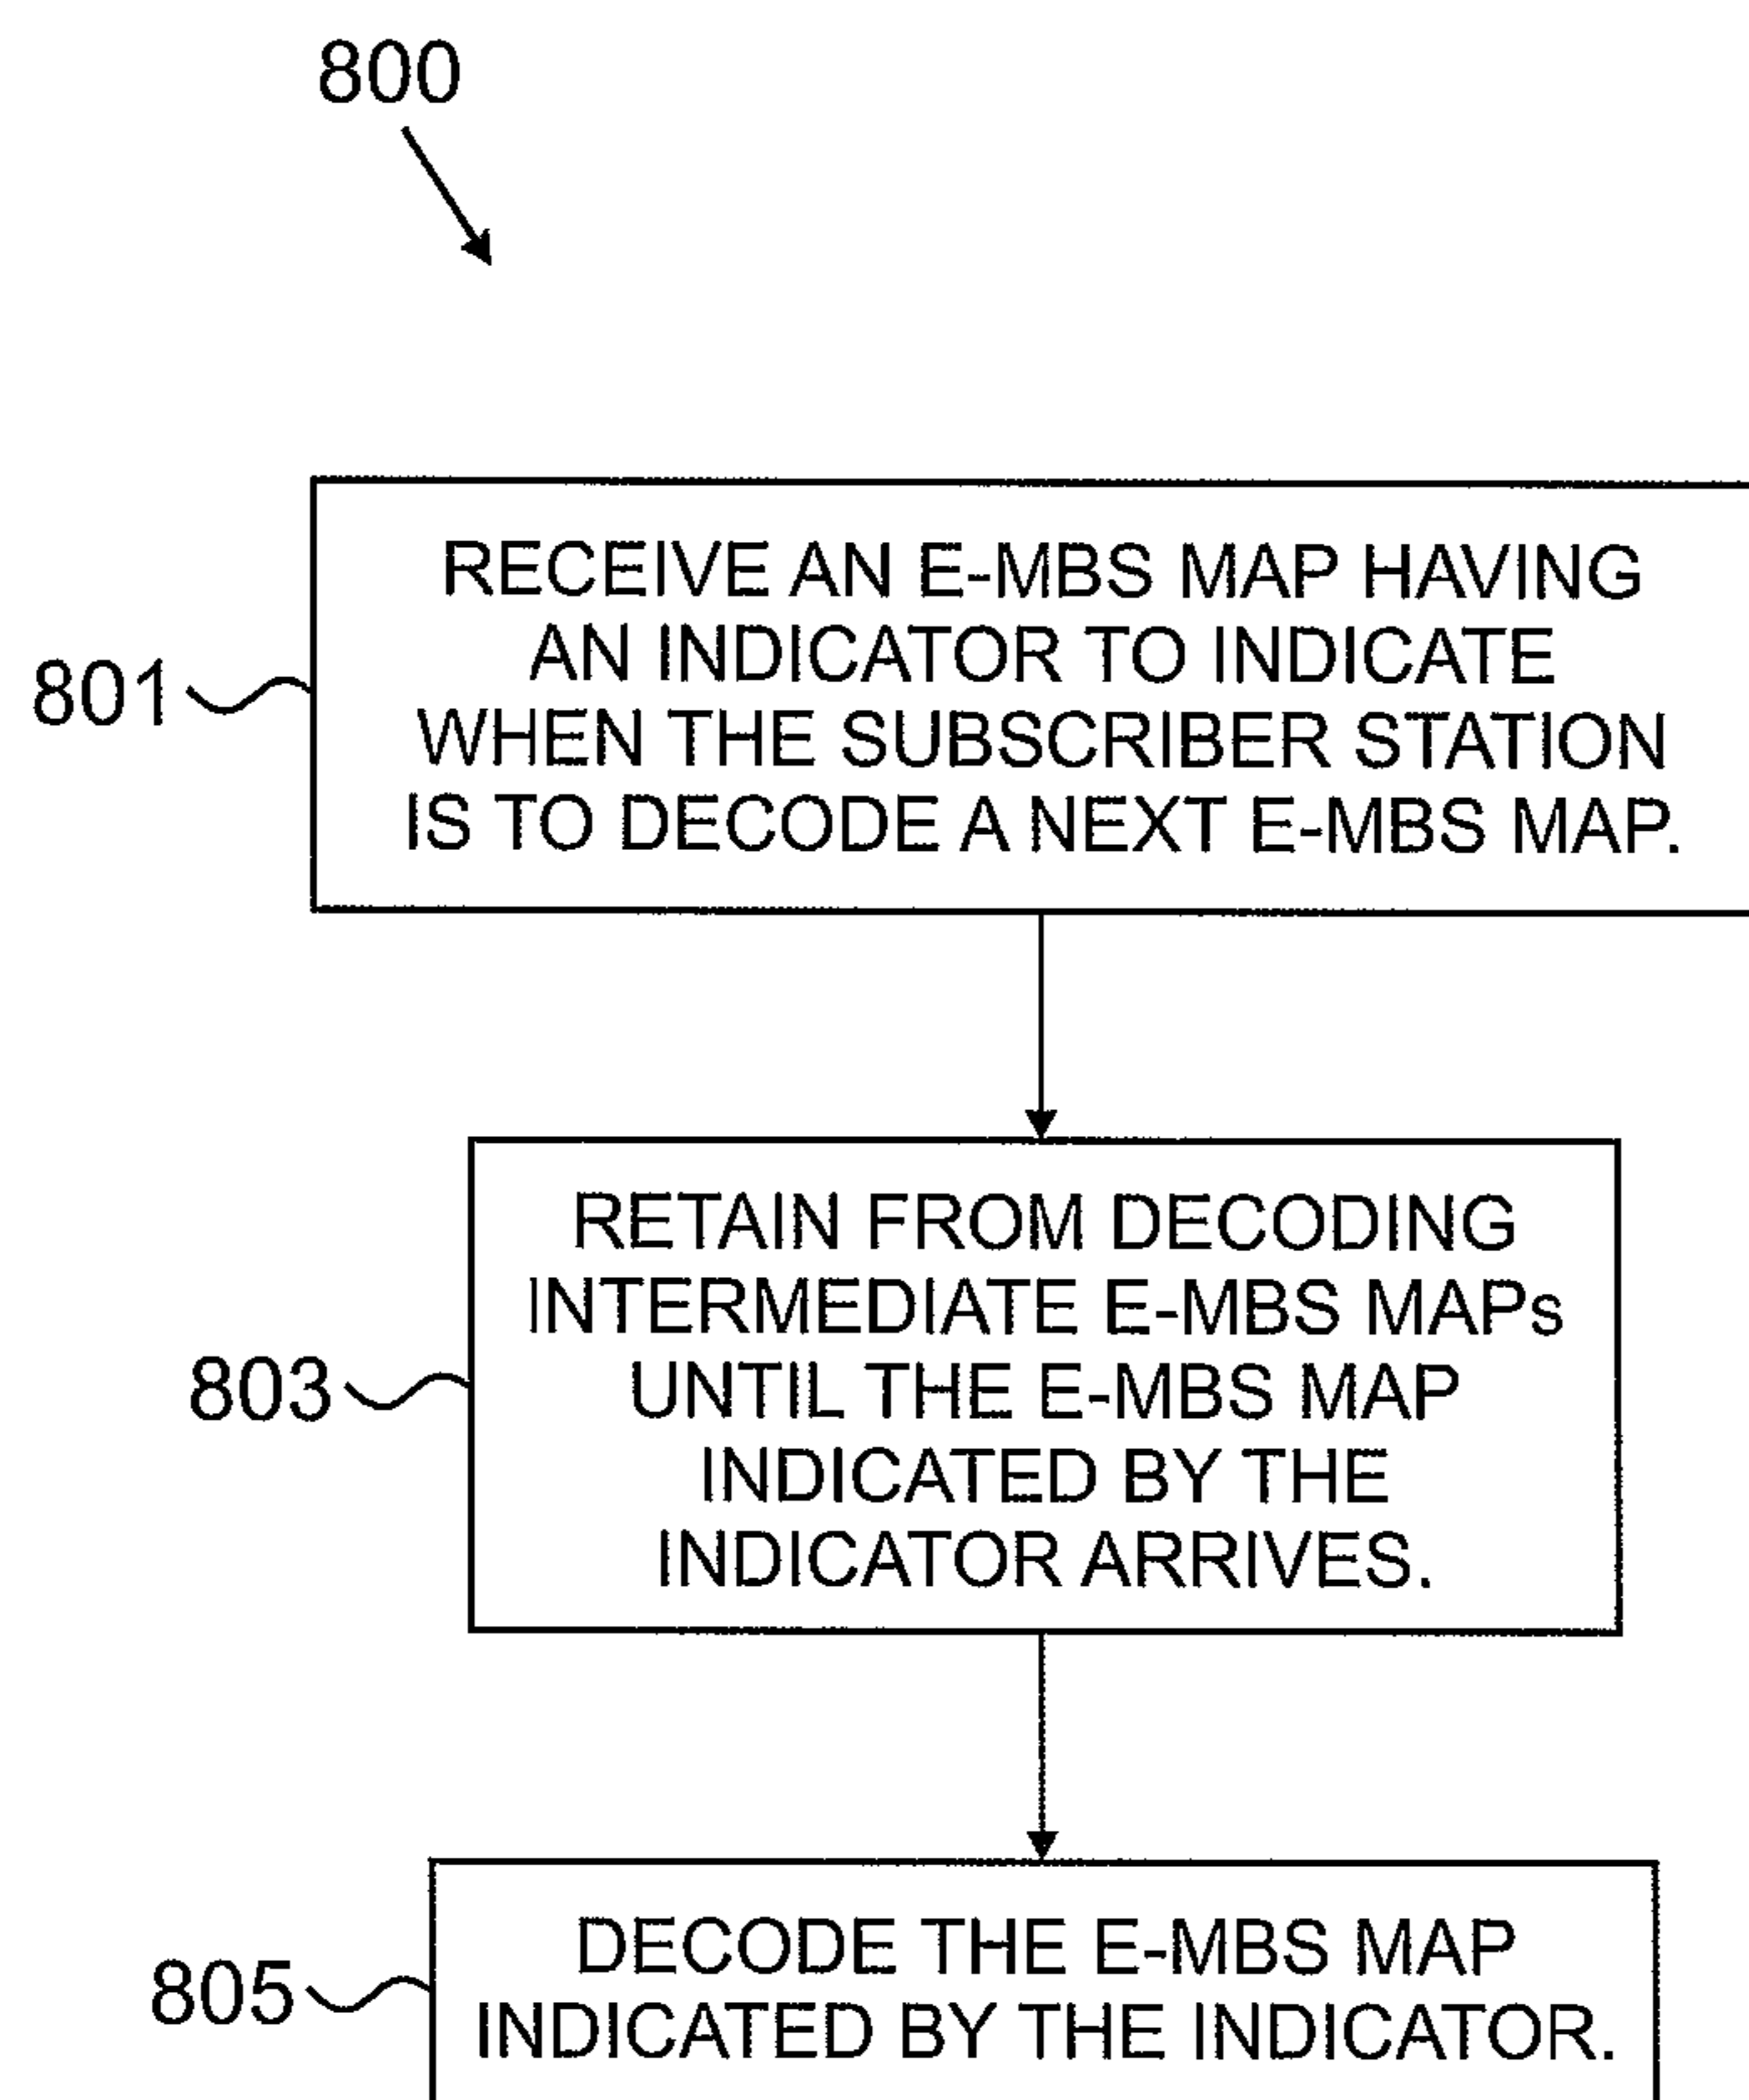 800
801
RECEIVE AN E-MBS MAP HAVING
AN INDICATOR TO INDICATE
WHEN THE SUBSCRIBER STATION
IS TO DECODE A NEXT E-MBS MAP.
803
RETAIN FROM DECODING
INTERMEDIATE E-MBS MAPs
UNTIL THE E-MBS MAP
INDICATED BY THE
INDICATOR ARRIVES.
805
DECODE THE E-MBS MAP
INDICATED BY THE INDICATOR.